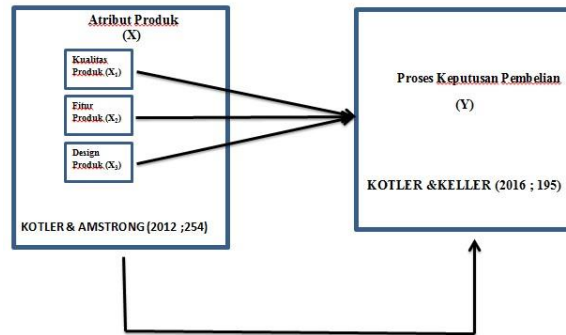 Atribut Produk
(X)
Kualitas
Produk (X₁)
Fitur
Produk (X₂)
Design
Produk (X₃)
KOTLER & AMSTRONG (2012 ;254)
Proses Keputusan Pembelian
(Y)
KOTLER &KELLER (2016 ; 195)